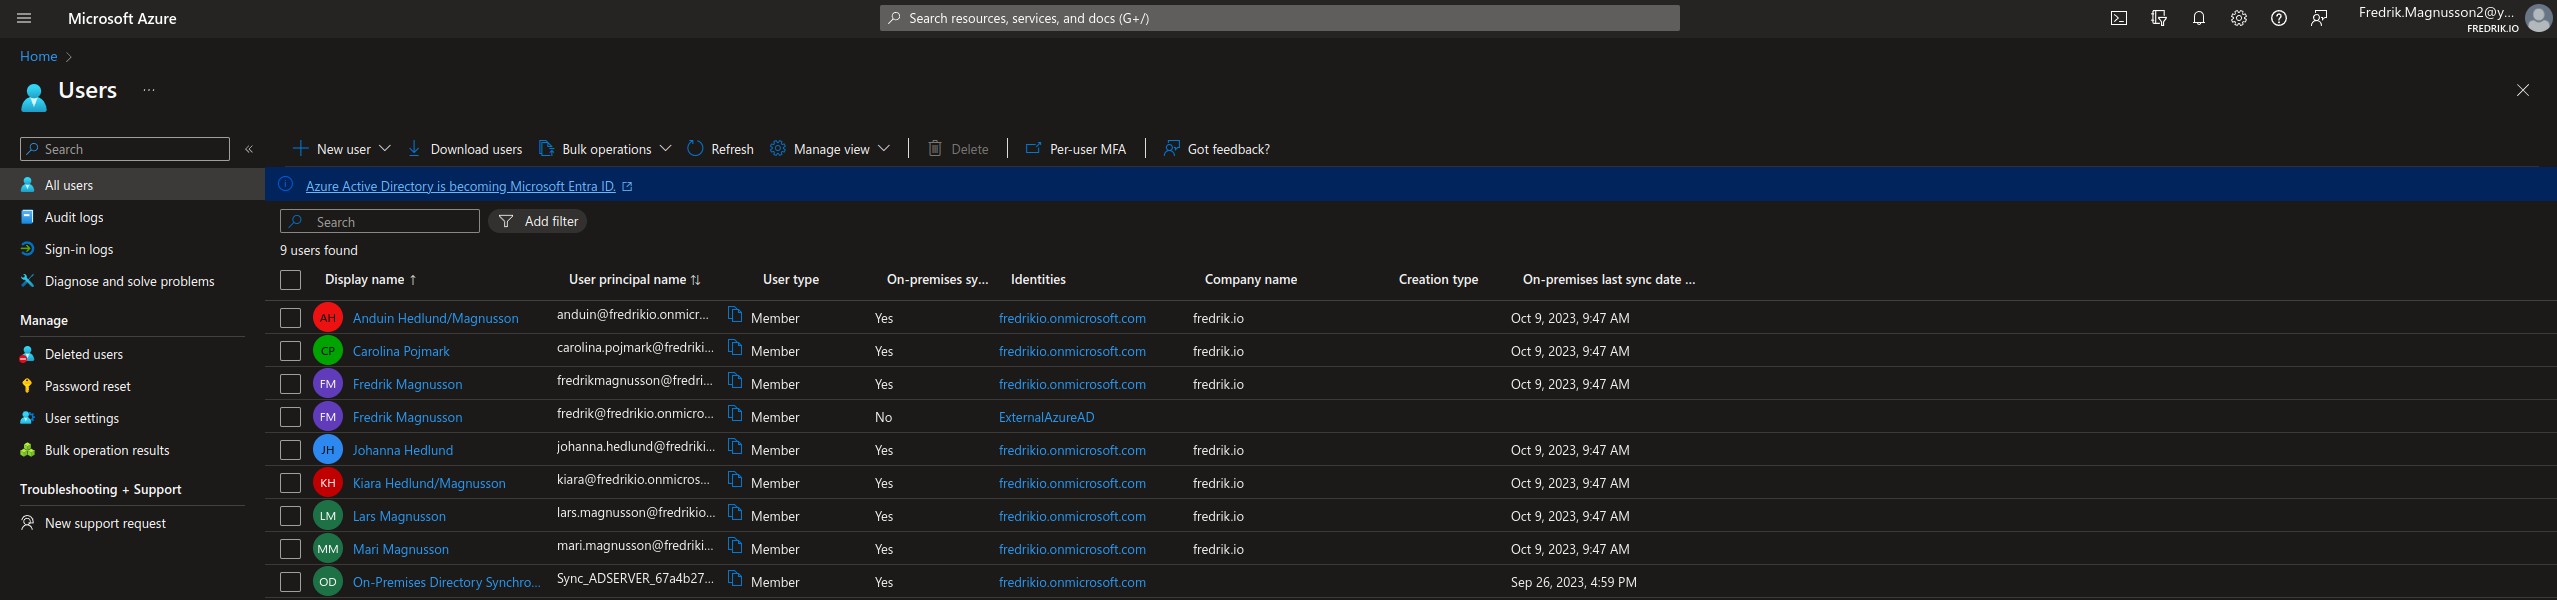 Microsoft Azure
Search resources, services, and docs (G+/)
Fredrik.Magnusson2@y...
FREDRIK.IO
Home
Users ...
Search «
New user Download users Bulk operations Refresh Manage view Delete Per-user MFA Got feedback?
All users
Audit logs
Sign-in logs
Diagnose and solve problems
Manage
Deleted users
Password reset
User settings
Bulk operation results
Troubleshooting + Support
New support request
Azure Active Directory is becoming Microsoft Entra ID.
Search Add filter
9 users found
Display name ↑ User principal name ↑↓ User type On-premises sy... Identities Company name Creation type On-premises last sync date ...
AH Anduin Hedlund/Magnusson anduin@fredrikio.onmicr... Member Yes fredrikio.onmicrosoft.com fredrik.io Oct 9, 2023, 9:47 AM
CP Carolina Pojmark carolina.pojmark@fredriki... Member Yes fredrikio.onmicrosoft.com fredrik.io Oct 9, 2023, 9:47 AM
FM Fredrik Magnusson fredrikmagnusson@fredri... Member Yes fredrikio.onmicrosoft.com fredrik.io Oct 9, 2023, 9:47 AM
FM Fredrik Magnusson fredrik@fredrikio.onmicro... Member No ExternalAzureAD
JH Johanna Hedlund johanna.hedlund@fredriki... Member Yes fredrikio.onmicrosoft.com fredrik.io Oct 9, 2023, 9:47 AM
KH Kiara Hedlund/Magnusson kiara@fredrikio.onmicros... Member Yes fredrikio.onmicrosoft.com fredrik.io Oct 9, 2023, 9:47 AM
LM Lars Magnusson lars.magnusson@fredrikio... Member Yes fredrikio.onmicrosoft.com fredrik.io Oct 9, 2023, 9:47 AM
MM Mari Magnusson mari.magnusson@fredriki... Member Yes fredrikio.onmicrosoft.com fredrik.io Oct 9, 2023, 9:47 AM
OD On-Premises Directory Synchro... Sync_ADSERVER_67a4b27... Member Yes fredrikio.onmicrosoft.com Sep 26, 2023, 4:59 PM